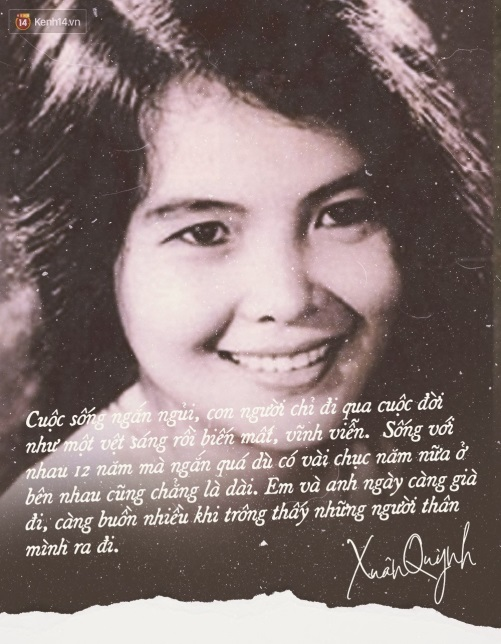 14
Kenh14.vn
Cuộc sống ngắn ngủi, con người chỉ đi qua cuộc đời
như một vệt sáng rồi biến mất, vĩnh viễn. Sống với
nhau 12 năm mà ngắn quá dù có vài chục năm nữa ở
bên nhau cũng chẳng là dài. Em và anh ngày càng già
đi, càng buồn nhiều khi trông thấy những người thân
mình ra đi.
Xuân Quỳnh